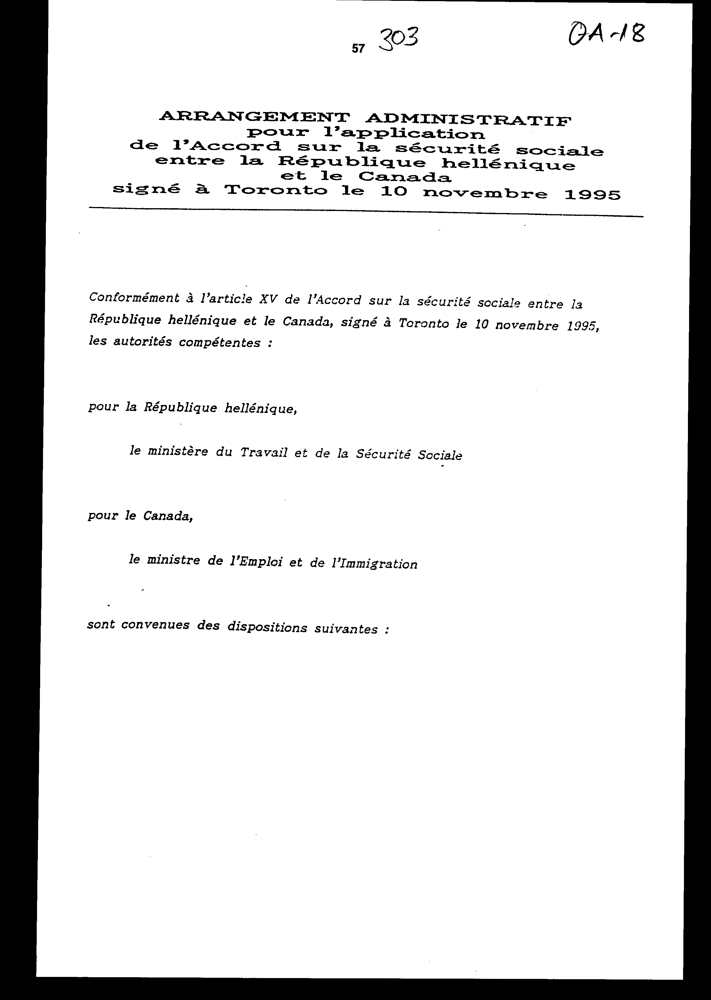 57 303
OA-18
ARRANGEMENT ADMINISTRATIF
pour l'application
de l'Accord sur la sécurité sociale
entre la République hellénique
et le Canada
signé à Toronto le 10 novembre 1995
Conformément à l'article XV de l'Accord sur la sécurité sociale entre la
République hellénique et le Canada, signé à Toronto le 10 novembre 1995,
les autorités compétentes :
pour la République hellénique,
le ministère du Travail et de la Sécurité Sociale
pour le Canada,
le ministre de l'Emploi et de l'Immigration
sont convenues des dispositions suivantes :